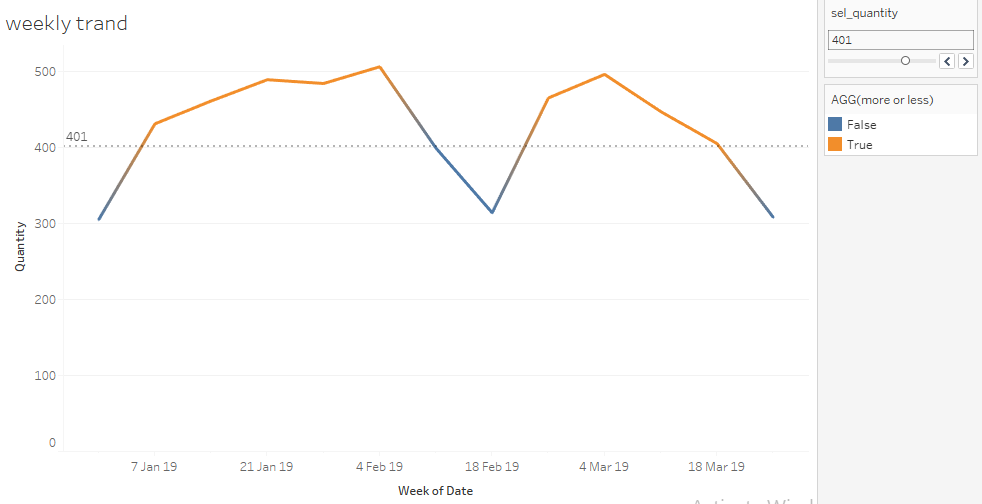 weekly trand
sel_quantity
401
AGG(more or less)
False
True
500
401
400
300
200
100
0
Quantity
7 Jan 19
21 Jan 19
4 Feb 19
18 Feb 19
4 Mar 19
18 Mar 19
Week of Date